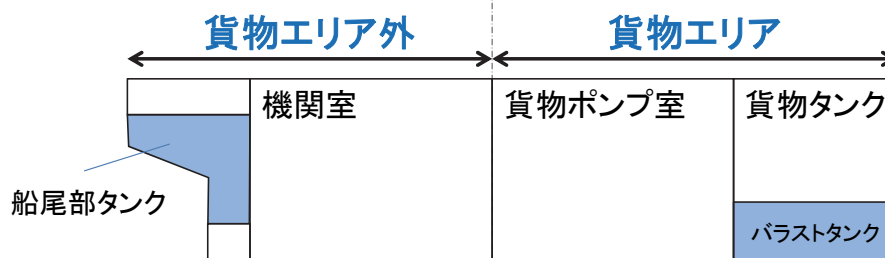 貨物エリア外
貨物エリア
機関室
貨物ポンプ室
貨物タンク
船尾部タンク
バラストタンク